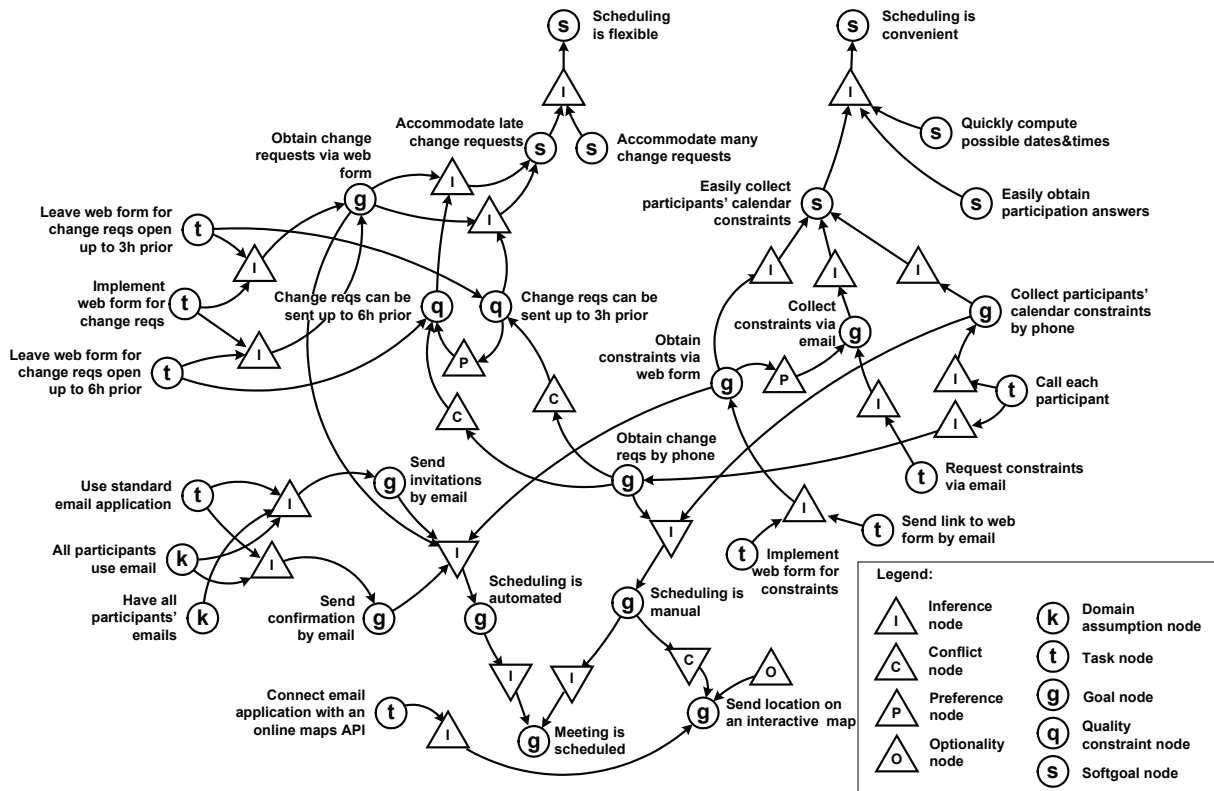 Scheduling
is flexible
s
Scheduling is
convenient
s
I
I
Obtain change
requests via web
form
Accommodate late
change requests
s
s
Accommodate many
change requests
s
Quickly compute
possible dates&times
I
g
I
Easily collect
participants' calendar
constraints
s
s
Easily obtain
participation answers
Leave web form for
change reqs open
up to 3h prior
t
I
I
I
I
Implement
web form for
change reqs
t
Change reqs can be
sent up to 6h prior
q
q
Change reqs can be
sent up to 3h prior
Collect
constraints via
email
g
g
Collect participants'
calendar constraints
by phone
Leave web form for
change reqs open
up to 6h prior
t
I
P
Obtain
constraints via
web form
g
P
I
t
Call each
participant
C
C
I
I
Obtain change
reqs by phone
g
t
Request constraints
via email
Use standard
email application
t
I
g
Send
invitations
by email
I
t
Send link to web
form by email
All participants
use email
k
I
I
I
t
Implement
web form for
constraints
Have all
participants'
emails
k
Send
confirmation
by email
g
Scheduling is
automated
g
g
Scheduling is
manual
I
I
C
O
Connect email
application with an
online maps API
t
I
g
Meeting is
scheduled
g
Send location on
an interactive map
Legend:
I
Inference
node
C
Conflict
node
P
Preference
node
O
Optionality
node
k
Domain
assumption node
t
Task node
g
Goal node
q
Quality
constraint node
s
Softgoal node